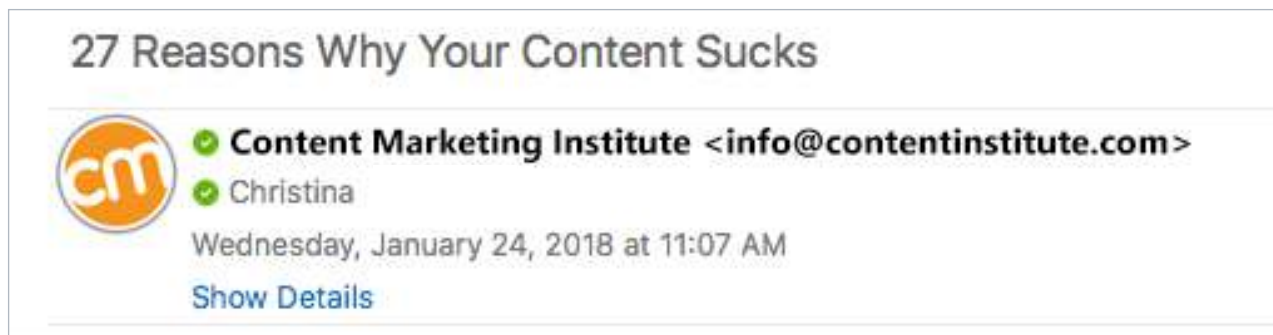 27 Reasons Why Your Content Sucks
cm
Content Marketing Institute <info@contentinstitute.com>
Christina
Wednesday, January 24, 2018 at 11:07 AM
Show Details